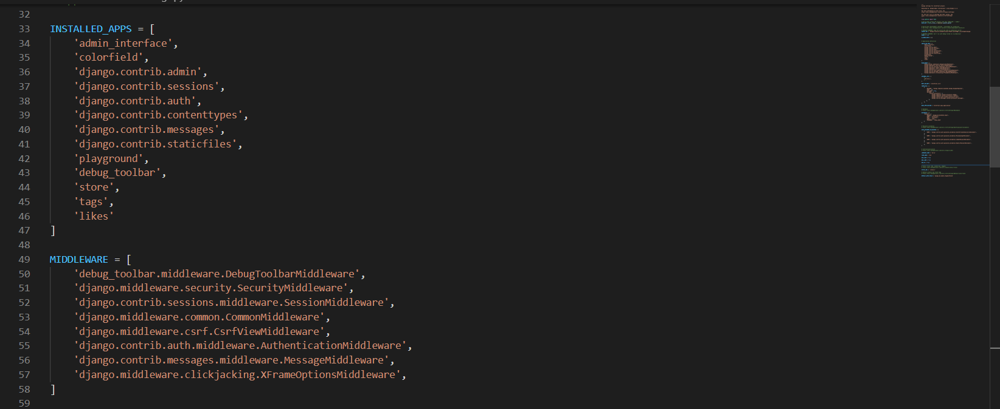 32
33 INSTALLED_APPS = [
34     'admin_interface',
35     'colorfield',
36     'django.contrib.admin',
37     'django.contrib.sessions',
38     'django.contrib.auth',
39     'django.contrib.contenttypes',
40     'django.contrib.messages',
41     'django.contrib.staticfiles',
42     'playground',
43     'debug_toolbar',
44     'store',
45     'tags',
46     'likes'
47 ]
48
49 MIDDLEWARE = [
50     'debug_toolbar.middleware.DebugToolbarMiddleware',
51     'django.middleware.security.SecurityMiddleware',
52     'django.contrib.sessions.middleware.SessionMiddleware',
53     'django.middleware.common.CommonMiddleware',
54     'django.middleware.csrf.CsrfViewMiddleware',
55     'django.contrib.auth.middleware.AuthenticationMiddleware',
56     'django.contrib.messages.middleware.MessageMiddleware',
57     'django.middleware.clickjacking.XFrameOptionsMiddleware',
58 ]
59